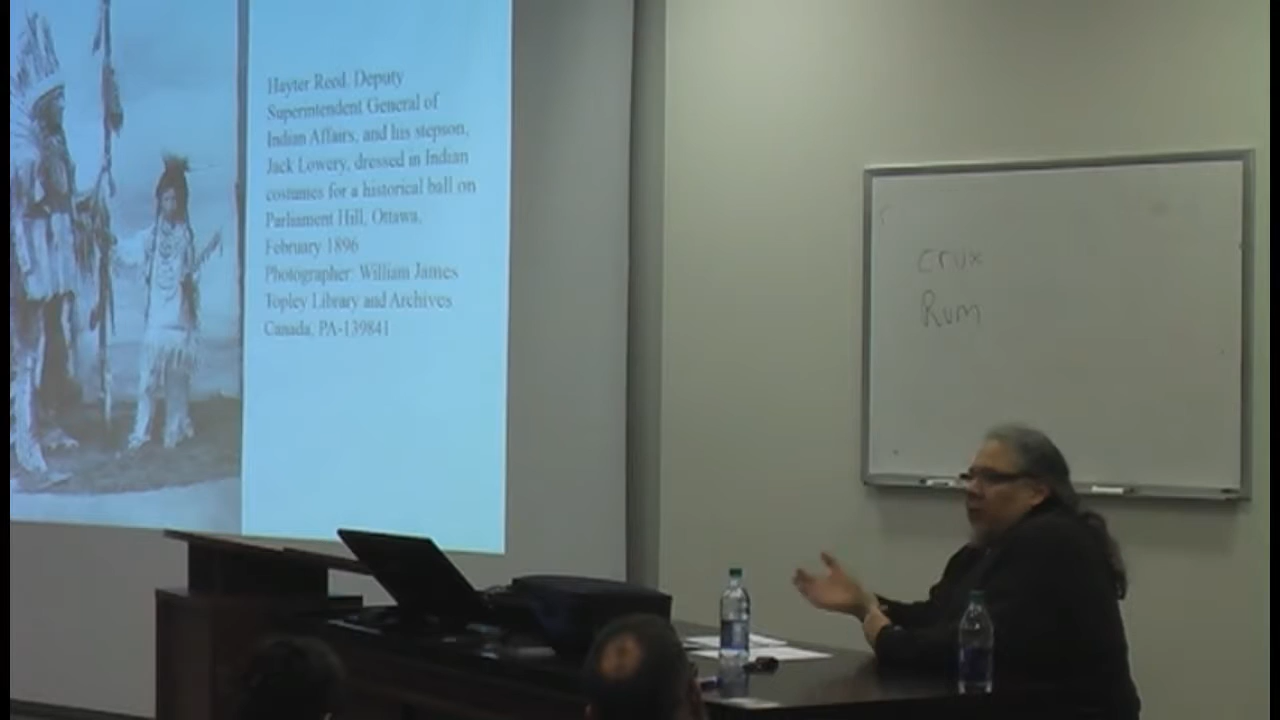 Hayter Reed, Deputy
Superintendent General of
Indian Affairs, and his stepson,
Jack Lowery, dressed in Indian
costumes for a historical ball on
Parliament Hill, Ottawa,
February 1896
Photographer: William James
Topley Library and Archives
Canada, PA-139841
crux
Rum